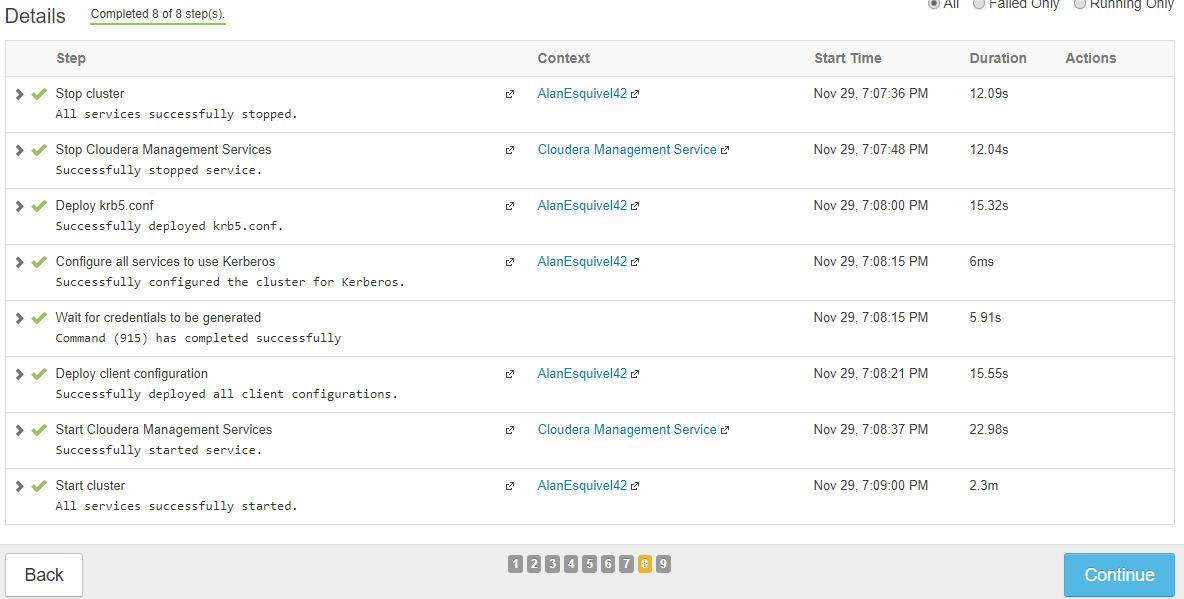 Details Completed 8 of 8 step(s). All Failed Only Running Only
Step Context Start Time Duration Actions
Stop cluster AlanEsquivel42 Nov 29, 7:07:36 PM 12.09s
All services successfully stopped.
Stop Cloudera Management Services Cloudera Management Service Nov 29, 7:07:48 PM 12.04s
Successfully stopped service.
Deploy krb5.conf AlanEsquivel42 Nov 29, 7:08:00 PM 15.32s
Successfully deployed krb5.conf.
Configure all services to use Kerberos AlanEsquivel42 Nov 29, 7:08:15 PM 6ms
Successfully configured the cluster for Kerberos.
Wait for credentials to be generated Nov 29, 7:08:15 PM 5.91s
Command (915) has completed successfully
Deploy client configuration AlanEsquivel42 Nov 29, 7:08:21 PM 15.55s
Successfully deployed all client configurations.
Start Cloudera Management Services Cloudera Management Service Nov 29, 7:08:37 PM 22.98s
Successfully started service.
Start cluster AlanEsquivel42 Nov 29, 7:09:00 PM 2.3m
All services successfully started.
Back 1 2 3 4 5 6 7 8 9 Continue